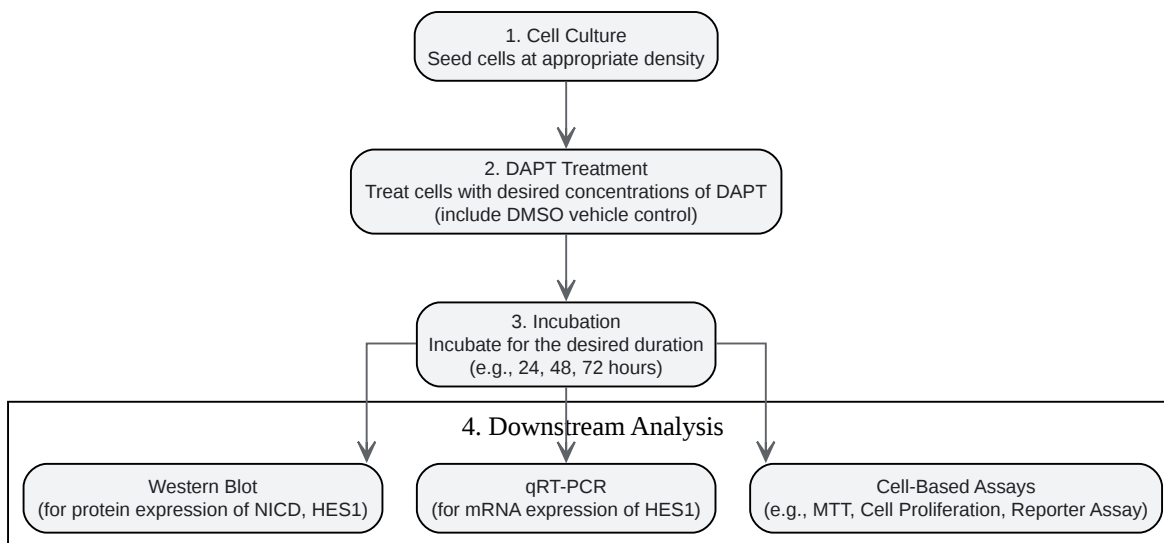 1. Cell Culture
Seed cells at appropriate density
2. DAPT Treatment
Treat cells with desired concentrations of DAPT
(include DMSO vehicle control)
3. Incubation
Incubate for the desired duration
(e.g., 24, 48, 72 hours)
4. Downstream Analysis
Western Blot
(for protein expression of NICD, HES1)
qRT-PCR
(for mRNA expression of HES1)
Cell-Based Assays
(e.g., MTT, Cell Proliferation, Reporter Assay)